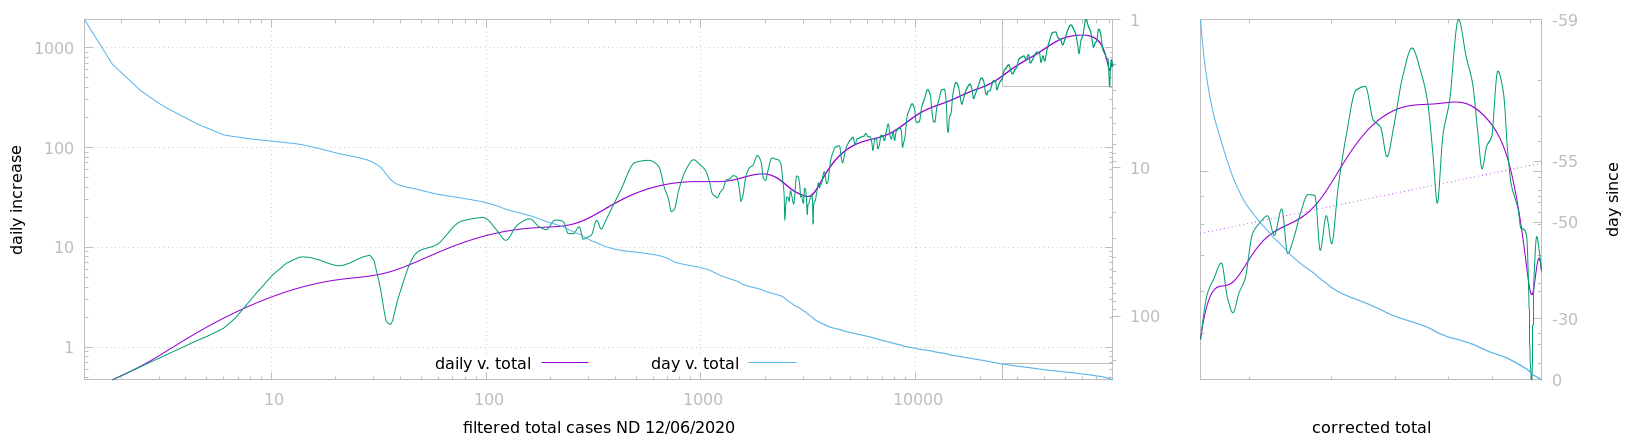 daily increase
1000
100
10
1
10
100
1000
10000
1
10
100
daily v. total
day v. total
filtered total cases ND 12/06/2020
-59
-55
-50
-30
0
day since
corrected total